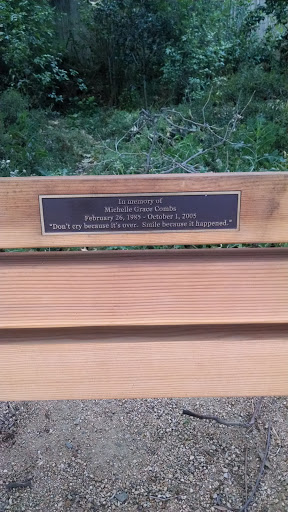 In memory of
Michelle Grace Combs
February 26, 1985 - October 1, 2005
"Don't cry because it's over. Smile because it happened."